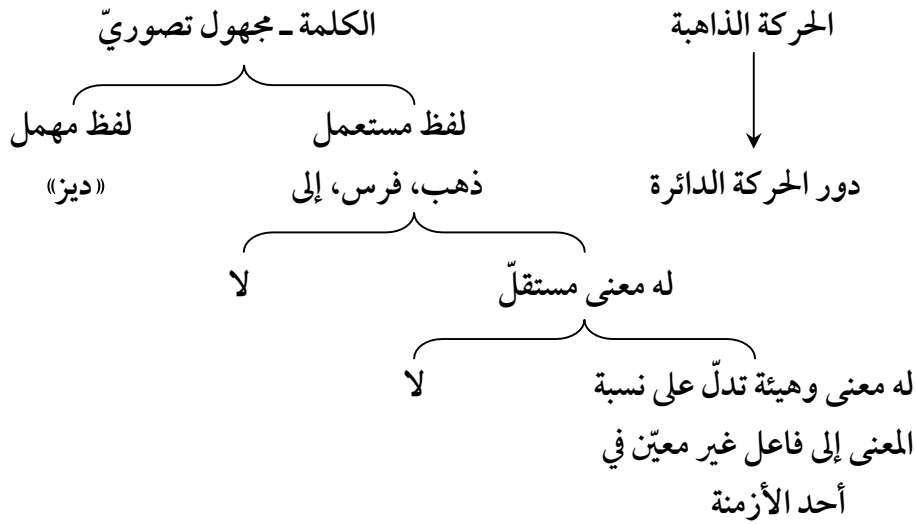 الحركة الذاهبة
الكلمة ـ مجهول تصوريّ
لفظ مستعمل
لفظ مهمل
دور الحركة الدائرة
ذهب، فرس، إلى
«ديز»
له معنى مستقلّ
لا
له معنى وهيئة تدلّ على نسبة
لا
المعنى إلى فاعل غير معيّن في
أحد الأزمنة